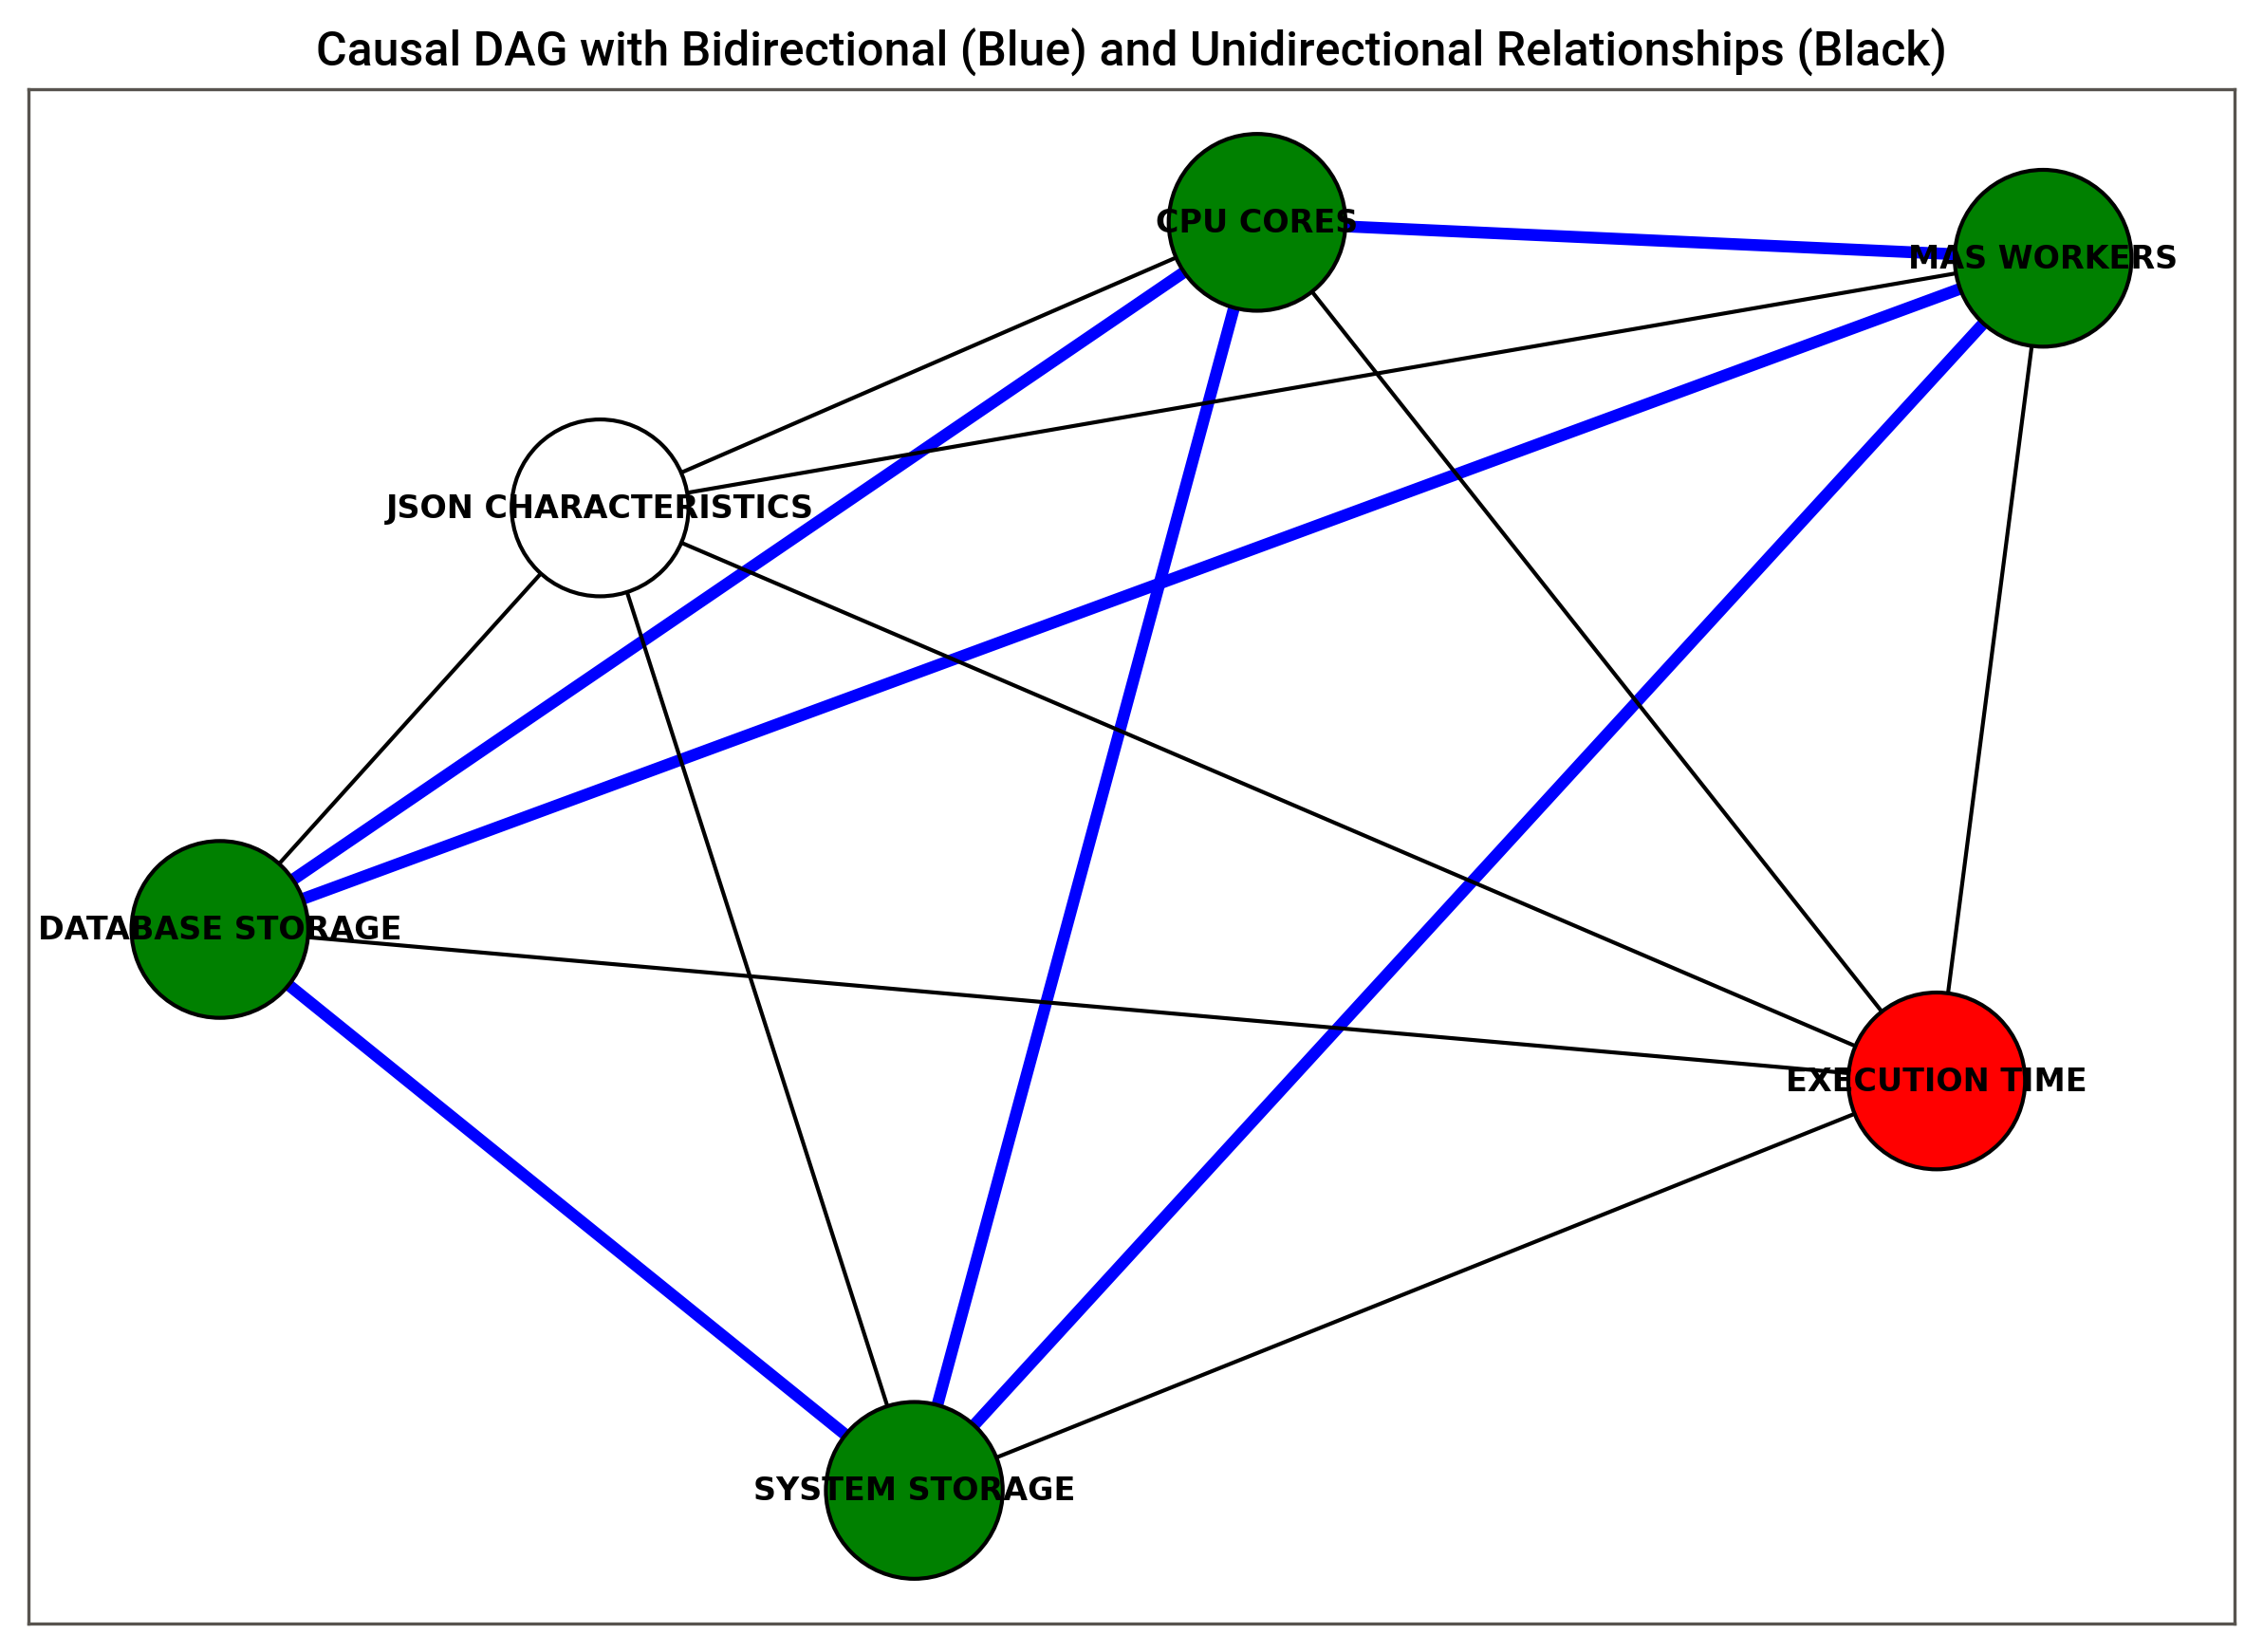 Causal DAG with Bidirectional (Blue) and Unidirectional Relationships (Black)
CPU CORES
MAS WORKERS
JSON CHARACTERISTICS
DATABASE STORAGE
EXECUTION TIME
SYSTEM STORAGE